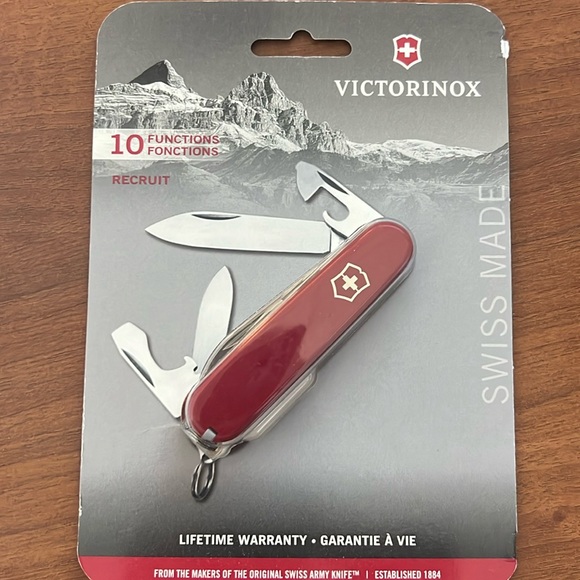 VICTORINOX
10 FUNCTIONS
FONCTIONS
RECRUIT
SWISS MADE
LIFETIME WARRANTY • GARANTIE À VIE
FROM THE MAKERS OF THE ORIGINAL SWISS ARMY KNIFE™ | ESTABLISHED 1884